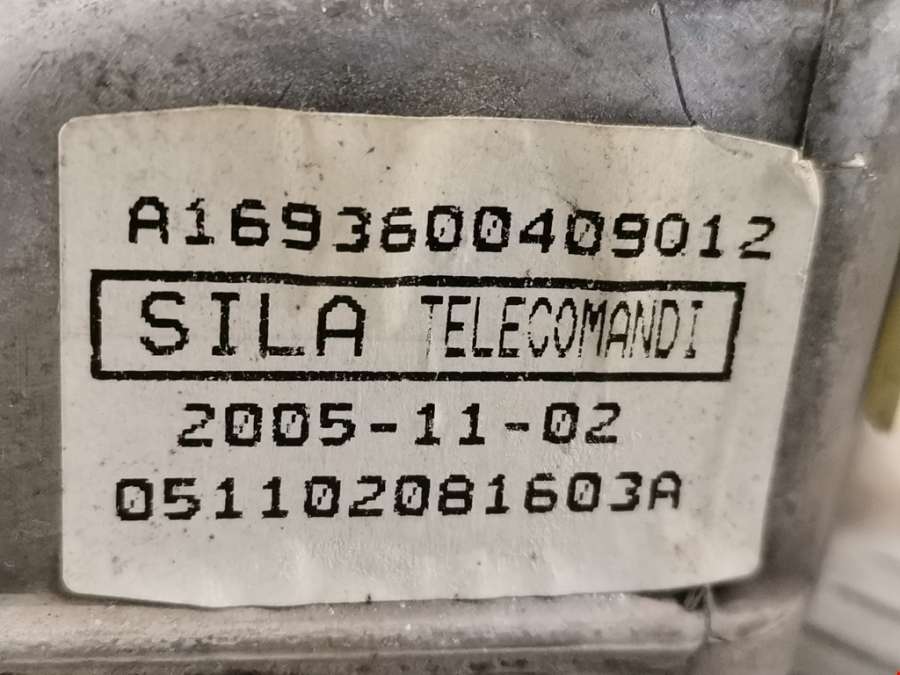 A1693600409012
SILA TELECOMANDI
2005-11-02
051102081603A